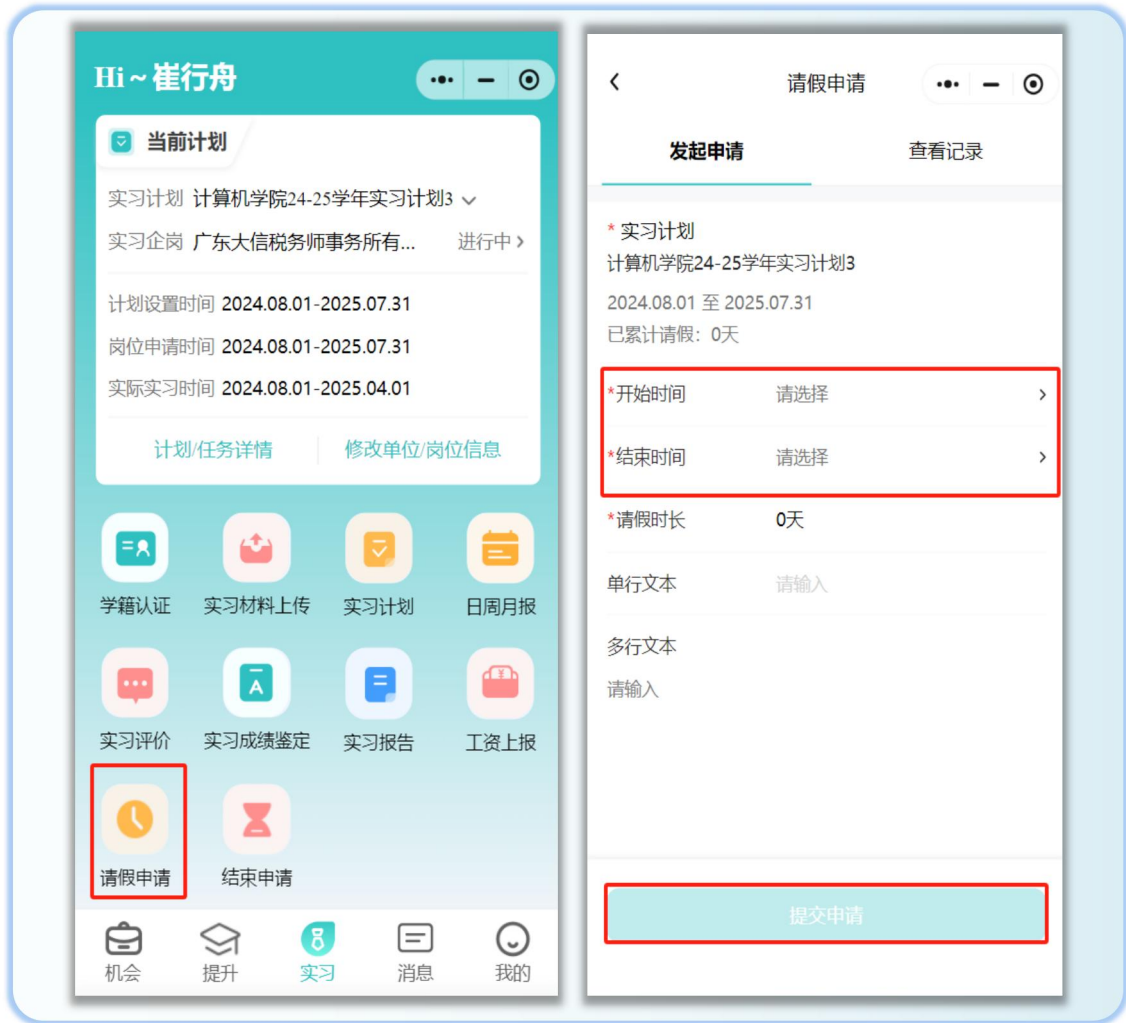 Hi~崔行舟
当前计划
实习计划 计算机学院24-25学年实习计划3
实习企岗 广东大信税务师事务所有... 进行中
计划设置时间 2024.08.01-2025.07.31
岗位申请时间 2024.08.01-2025.07.31
实际实习时间 2024.08.01-2025.04.01
计划/任务详情 修改单位/岗位信息
学籍认证 实习材料上传 实习计划 日周月报
实习评价 实习成绩鉴定 实习报告 工资上报
请假申请 结束申请
机会 提升 实习 消息 我的
请假申请
发起申请 查看记录
* 实习计划
计算机学院24-25学年实习计划3
2024.08.01 至 2025.07.31
已累计请假：0天
*开始时间 请选择
*结束时间 请选择
*请假时长 0天
单行文本 请输入
多行文本
请输入
提交申请